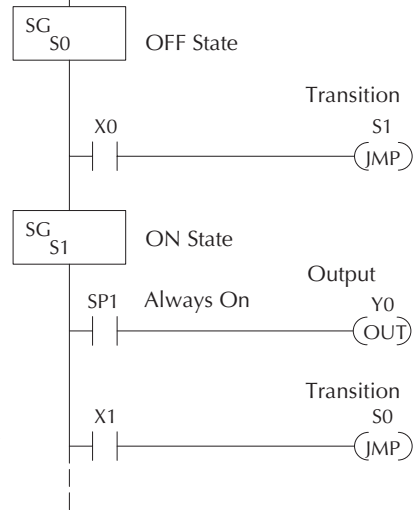 SG
S0
OFF State
Transition
X0
S1
JMP
SG
S1
ON State
Output
SP1
Always On
Y0
OUT
Transition
X1
S0
JMP